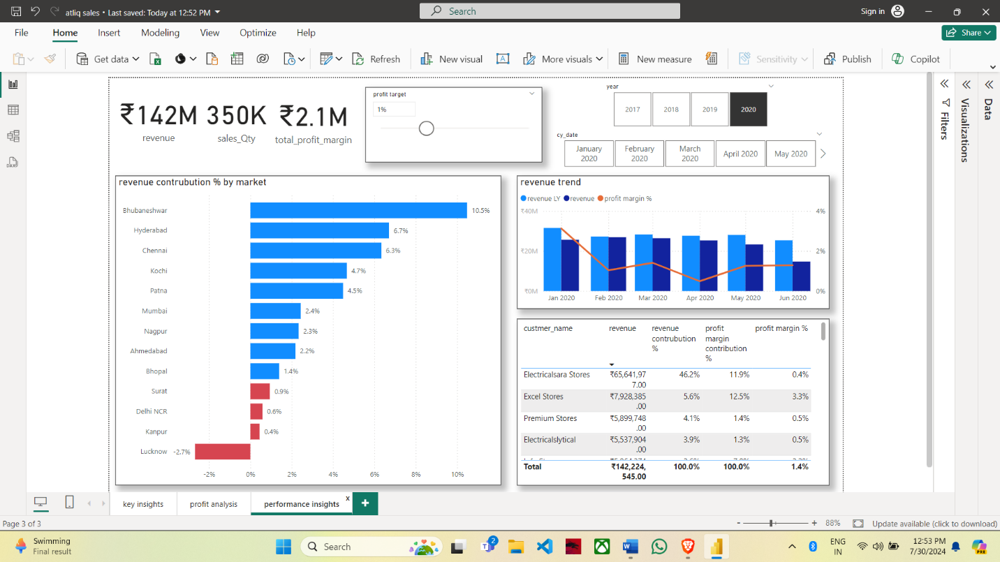 atliq sales • Last saved: Today at 12:52 PM
Search
Sign in
File Home Insert Modeling View Optimize Help
Share
Get data
Refresh
New visual
A
More visuals
New measure
Sensitivity
Publish
Copilot
DAX
₹142M 350K ₹2.1M
revenue sales_Qty total_profit_margin
profit target
1%
year
2017 2018 2019 2020
cy_date
January 2020
February 2020
March 2020
April 2020
May 2020
Filters
Visualizations
Data
revenue contrubution % by market
Bhubaneshwar 10.5%
Hyderabad 6.7%
Chennai 6.3%
Kochi 4.7%
Patna 4.5%
Mumbai 2.4%
Nagpur 2.3%
Ahmedabad 2.2%
Bhopal 1.4%
Surat 0.9%
Delhi NCR 0.6%
Kanpur 0.4%
Lucknow -2.7%
-2% 0% 2% 4% 6% 8% 10%
revenue trend
revenue LY revenue profit margin %
₹40M 4%
₹20M 2%
₹0M 0%
Jan 2020 Feb 2020 Mar 2020 Apr 2020 May 2020 Jun 2020
custmer_name revenue revenue profit profit margin %
contrubution margin
% contribution
%
Electricalsara Stores ₹65,641,97 46.2% 11.9% 0.4%
7.00
Excel Stores ₹7,928,385 5.6% 12.5% 3.3%
.00
Premium Stores ₹5,899,748 4.1% 1.4% 0.5%
.00
Electricalslytical ₹5,537,904 3.9% 1.3% 0.5%
.00
Total ₹142,224, 100.0% 100.0% 1.4%
545.00
key insights profit analysis performance insights x +
Page 3 of 3
- + 88%
Update available (click to download)
Swimming
Final result
Search
2
ENG
IN
12:53 PM
7/30/2024
PRE